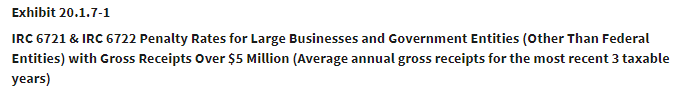 Exhibit 20.1.7-1
IRC 6721 & IRC 6722 Penalty Rates for Large Businesses and Government Entities (Other Than Federal
Entities) with Gross Receipts Over $5 Million (Average annual gross receipts for the most recent 3 taxable
years)